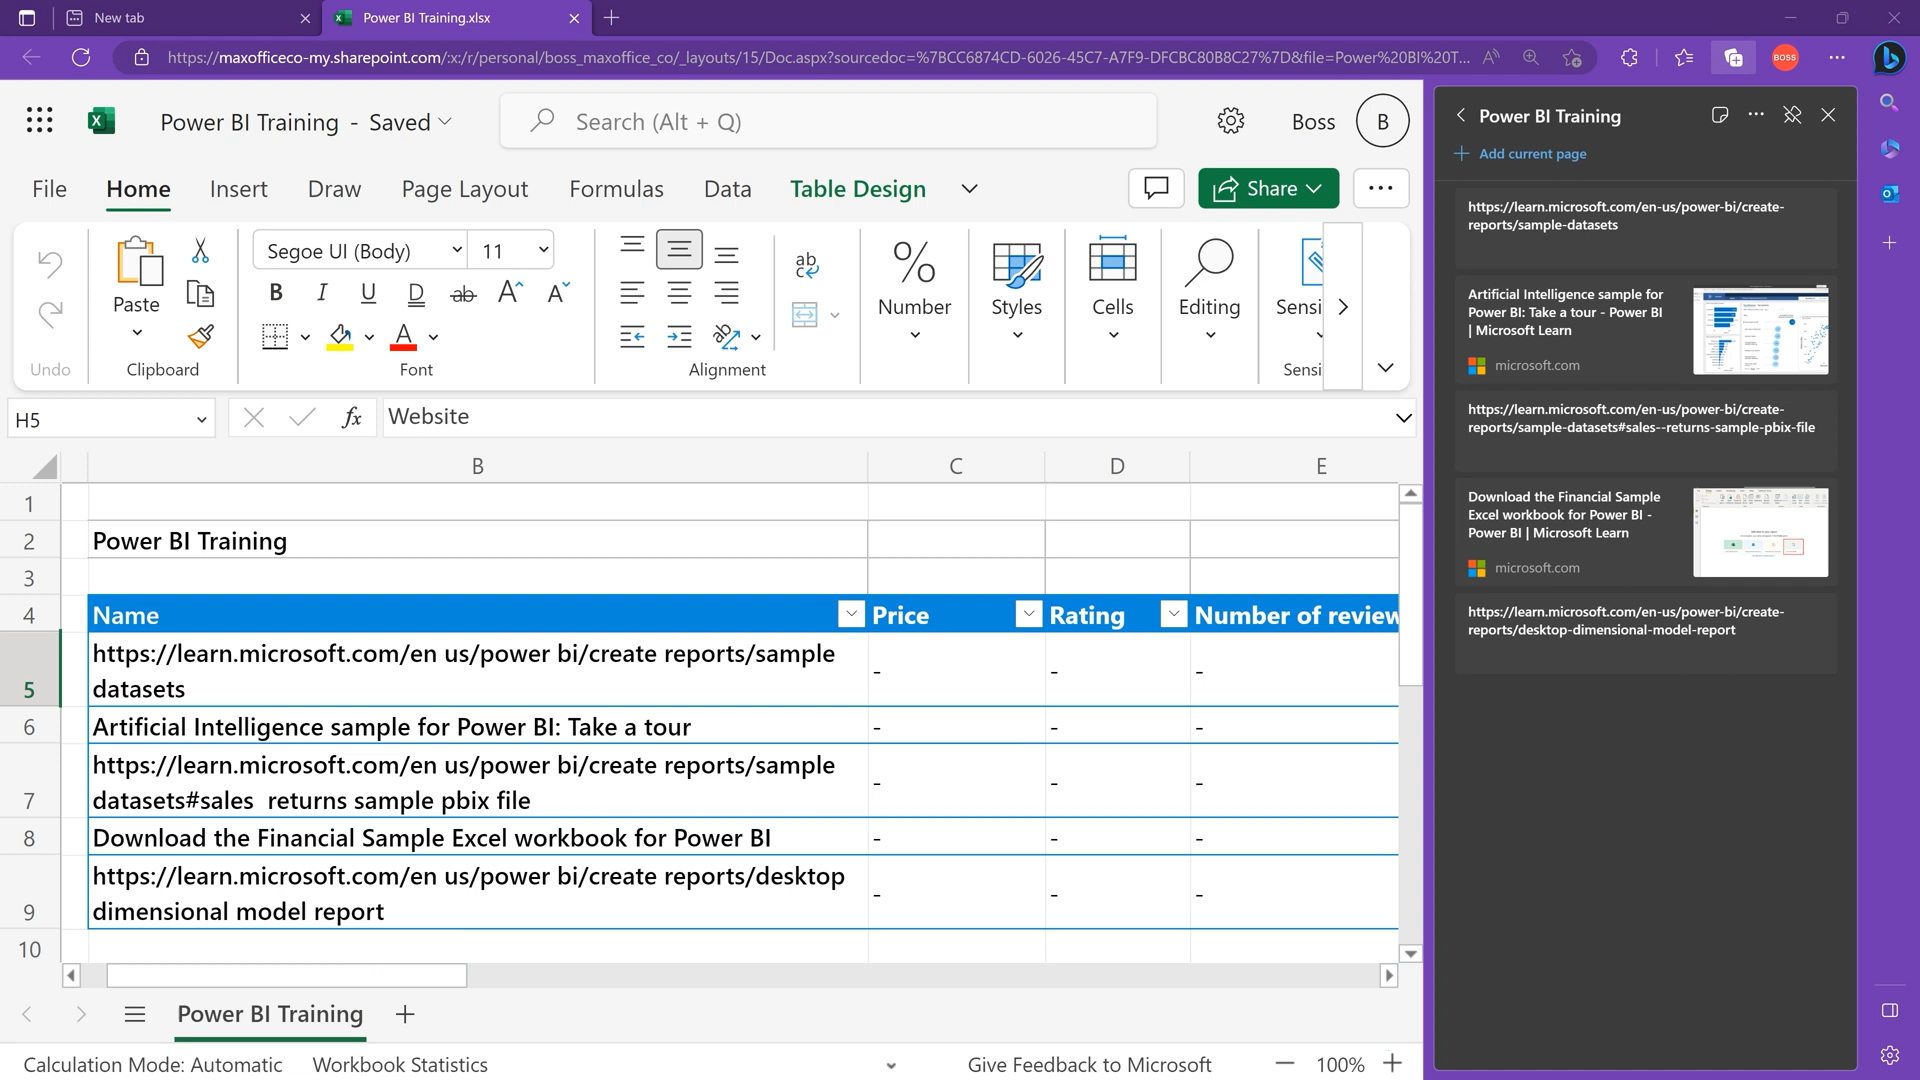 New tab
Power BI Training.xlsx
https://maxofficeco-my.sharepoint.com/:x:/r/personal/boss_maxoffice_co/_layouts/15/Doc.aspx?sourcedoc=%7BCC6874CD-6026-45C7-A7F9-DFCBC80B8C27%7D&file=Power%20BI%20T...
BOSS
Power BI Training - Saved
Search (Alt + Q)
Boss
B
File
Home
Insert
Draw
Page Layout
Formulas
Data
Table Design
Share
Paste
Segoe UI (Body)
11
Number
Styles
Cells
Editing
Sensi
Undo
Clipboard
Font
Alignment
Sensi
H5
fx
Website
B
C
D
E
1
2
Power BI Training
3
4
Name
Price
Rating
Number of review
5
https://learn.microsoft.com/en us/power bi/create reports/sample
datasets
-
-
-
6
Artificial Intelligence sample for Power BI: Take a tour
-
-
-
7
https://learn.microsoft.com/en us/power bi/create reports/sample
datasets#sales  returns sample pbix file
-
-
-
8
Download the Financial Sample Excel workbook for Power BI
-
-
-
9
https://learn.microsoft.com/en us/power bi/create reports/desktop
dimensional model report
-
-
-
10
Power BI Training
Calculation Mode: Automatic
Workbook Statistics
Give Feedback to Microsoft
100%
Power BI Training
Add current page
https://learn.microsoft.com/en-us/power-bi/create-
reports/sample-datasets
Artificial Intelligence sample for
Power BI: Take a tour - Power BI
| Microsoft Learn
microsoft.com
https://learn.microsoft.com/en-us/power-bi/create-
reports/sample-datasets#sales--returns-sample-pbix-file
Download the Financial Sample
Excel workbook for Power BI -
Power BI | Microsoft Learn
microsoft.com
https://learn.microsoft.com/en-us/power-bi/create-
reports/desktop-dimensional-model-report